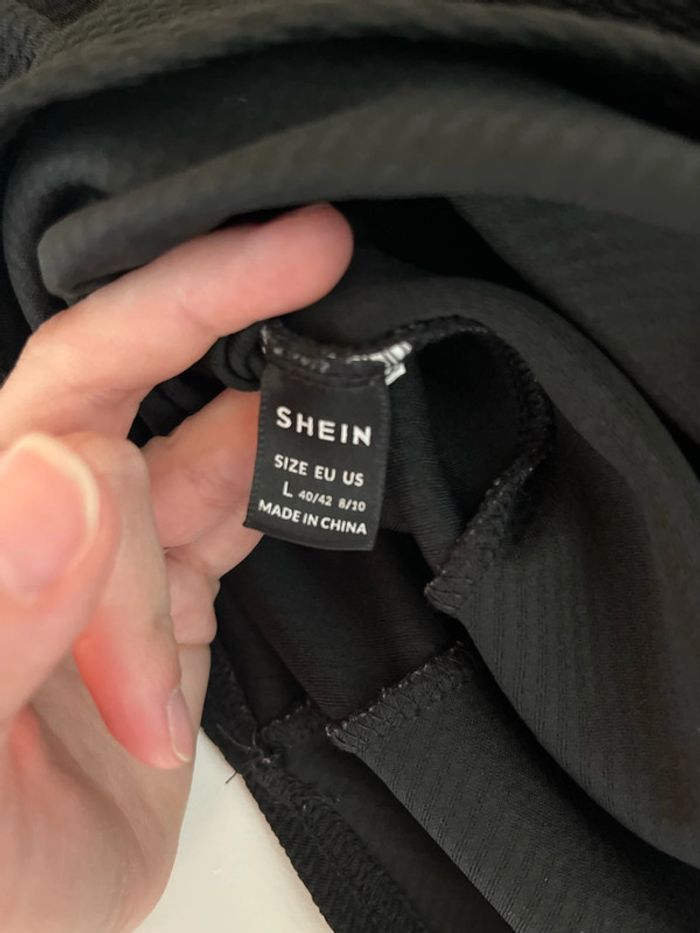 SHEIN
SIZE EU US
L 40/42 8/10
MADE IN CHINA